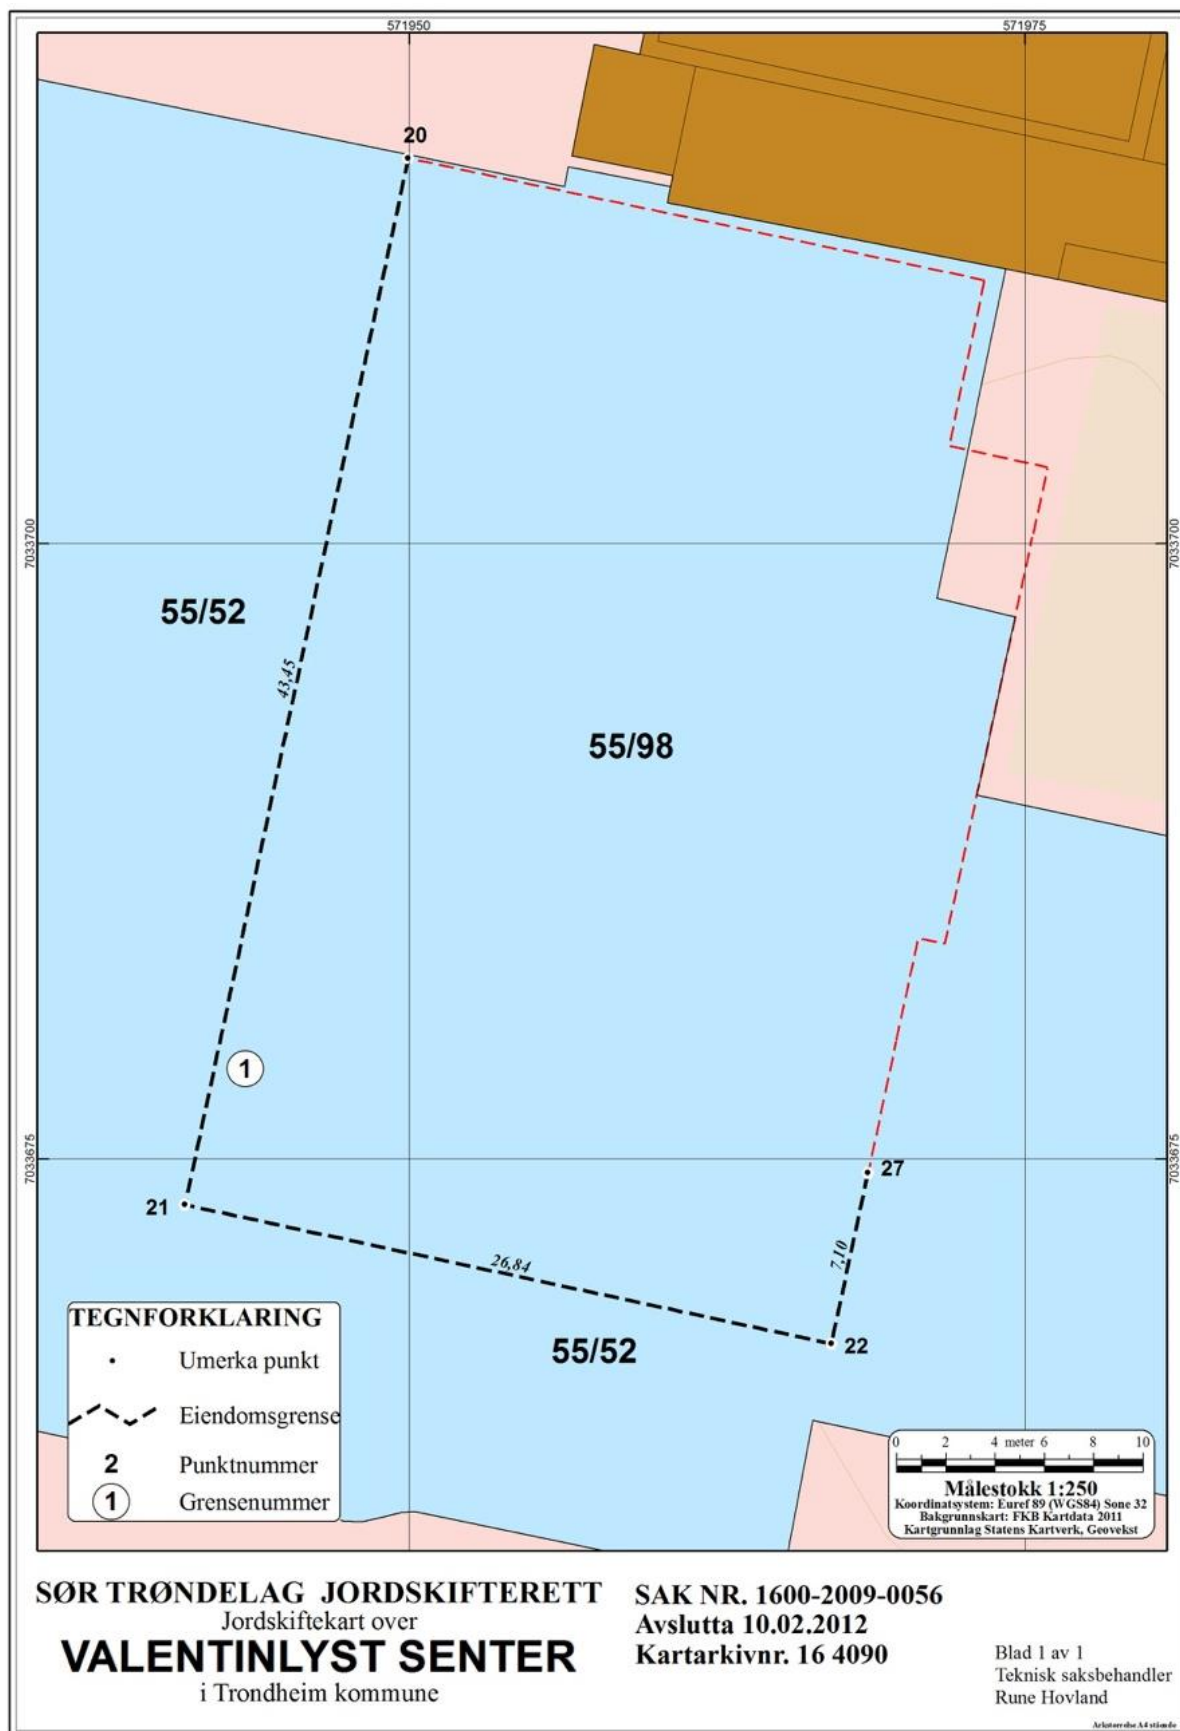 571950
571975
20
7033700
7033700
55/52
43,45
55/98
1
7033675
7033675
27
21
7,10
26,84
22
55/52
TEGNFORKLARING
Umerka punkt
Eiendomsgrense
2 Punktnummer
1 Grensenummer
0 2 4 meter 6 8 10
Målestokk 1:250
Koordinatsystem: Euref 89 (WGS84) Sone 32
Bakgrunnskart: FKB Kartdata 2011
Kartgrunnlag Statens Kartverk, Geovekst
SØR TRØNDELAG JORDSKIFTERETT
Jordskiftekart over
VALENTINLYST SENTER
i Trondheim kommune
SAK NR. 1600-2009-0056
Avslutta 10.02.2012
Kartarkivnr. 16 4090
Blad 1 av 1
Teknisk saksbehandler
Rune Hovland
Arkstørrelse A4 stående